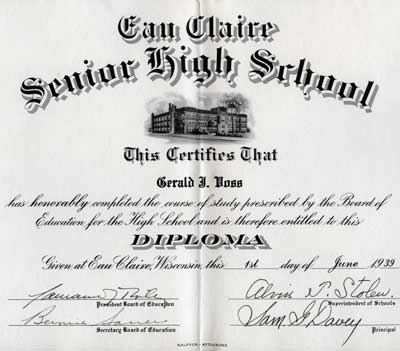 Eau Claire
Senior High School
This Certifies That
Gerald J. Voss
has honorably completed the course of study prescribed by the Board of
Education for the High School and is therefore entitled to this
DIPLOMA
Given at Eau Claire, Wisconsin, this 1st day of June 1939
Alvin T. Stolen
President Board of Education Superintendent of Schools
Sam G Davey
Secretary Board of Education Principal